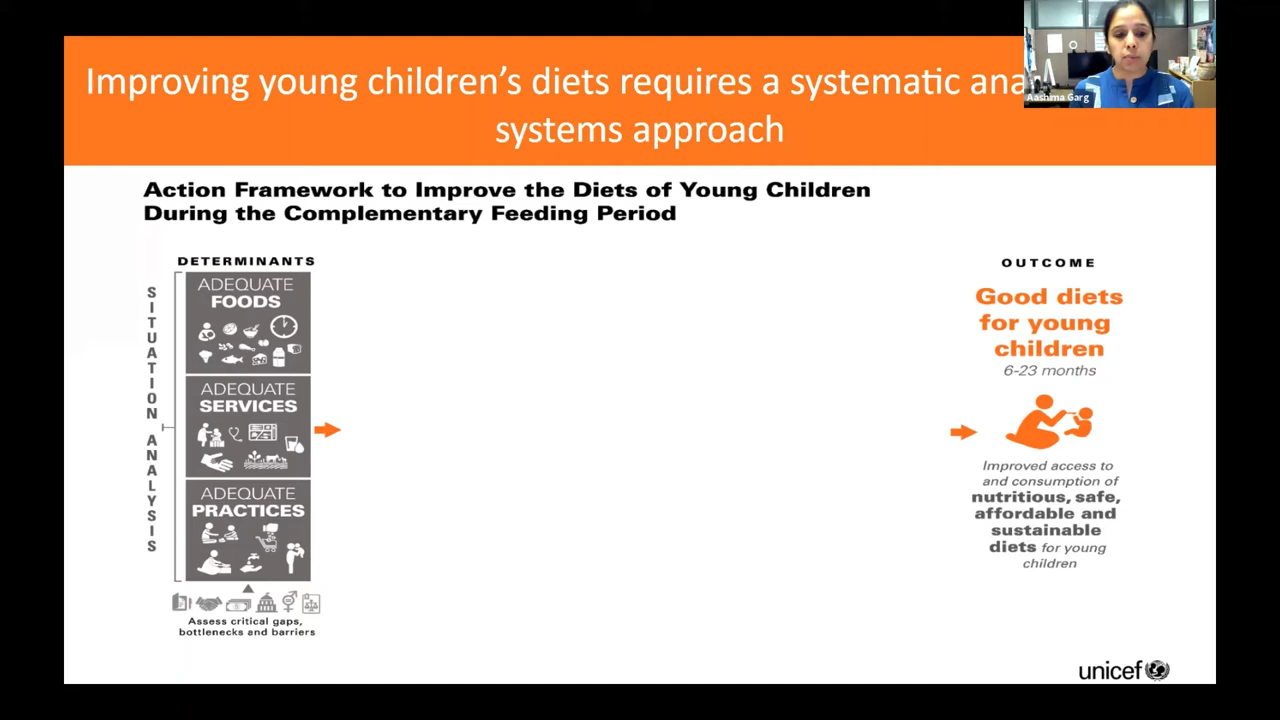 Improving young children's diets requires a systematic
systems approach
Aashima Garg
Action Framework to Improve the Diets of Young Children
During the Complementary Feeding Period
DETERMINANTS
SITUATION ANALYSIS
ADEQUATE
FOODS
ADEQUATE
SERVICES
ADEQUATE
PRACTICES
Assess critical gaps,
bottlenecks and barriers
OUTCOME
Good diets
for young
children
6-23 months
Improved access to
and consumption of
nutritious, safe,
affordable and
sustainable
diets for young
children
unicef